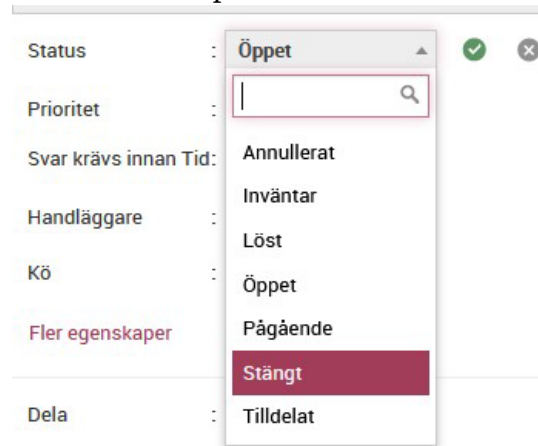 Status : Öppet
Prioritet :
Svar krävs innan Tid:
Annullerat
Inväntar
Handläggare :
Löst
Kö :
Öppet
Fler egenskaper
Pågående
Stängt
Dela :
Tilldelat